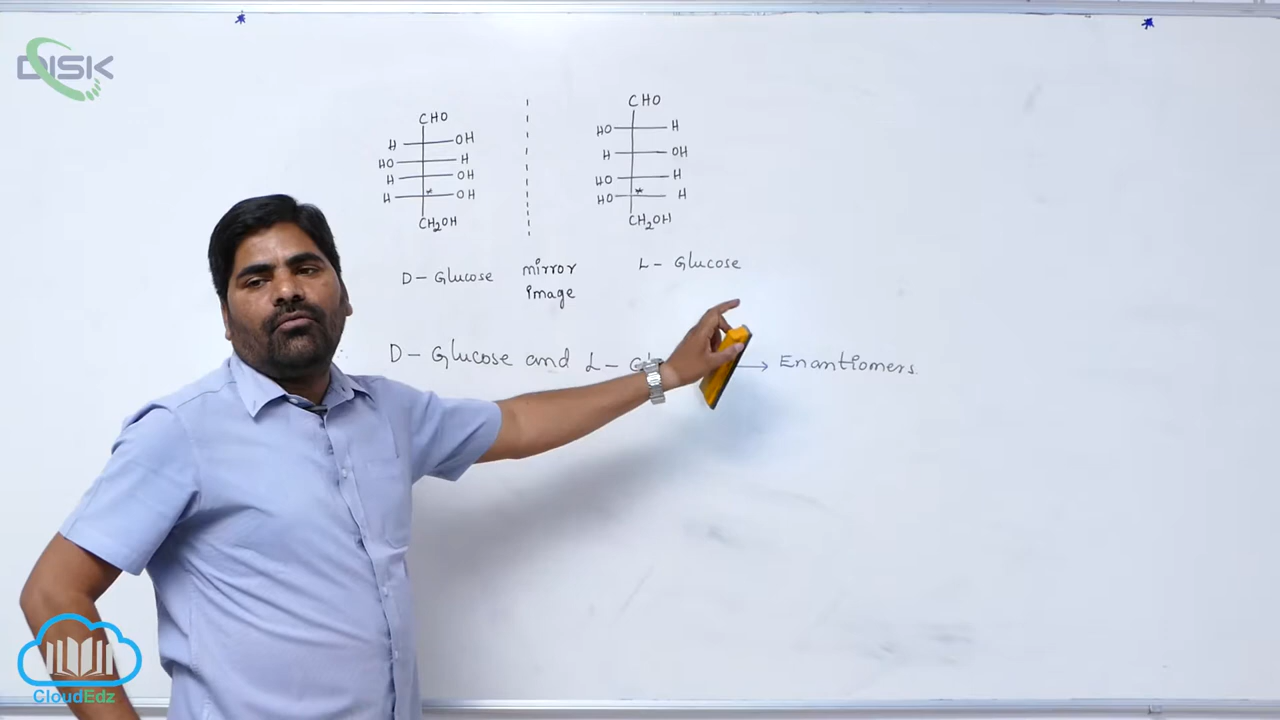 DISK
CHO
H OH
HO H
H OH
H * OH
CH2OH
D - Glucose
mirror
image
CHO
HO H
H OH
HO H
HO * H
CH2OH
L - Glucose
D - Glucose and L - → Enantiomers.
CloudEdz